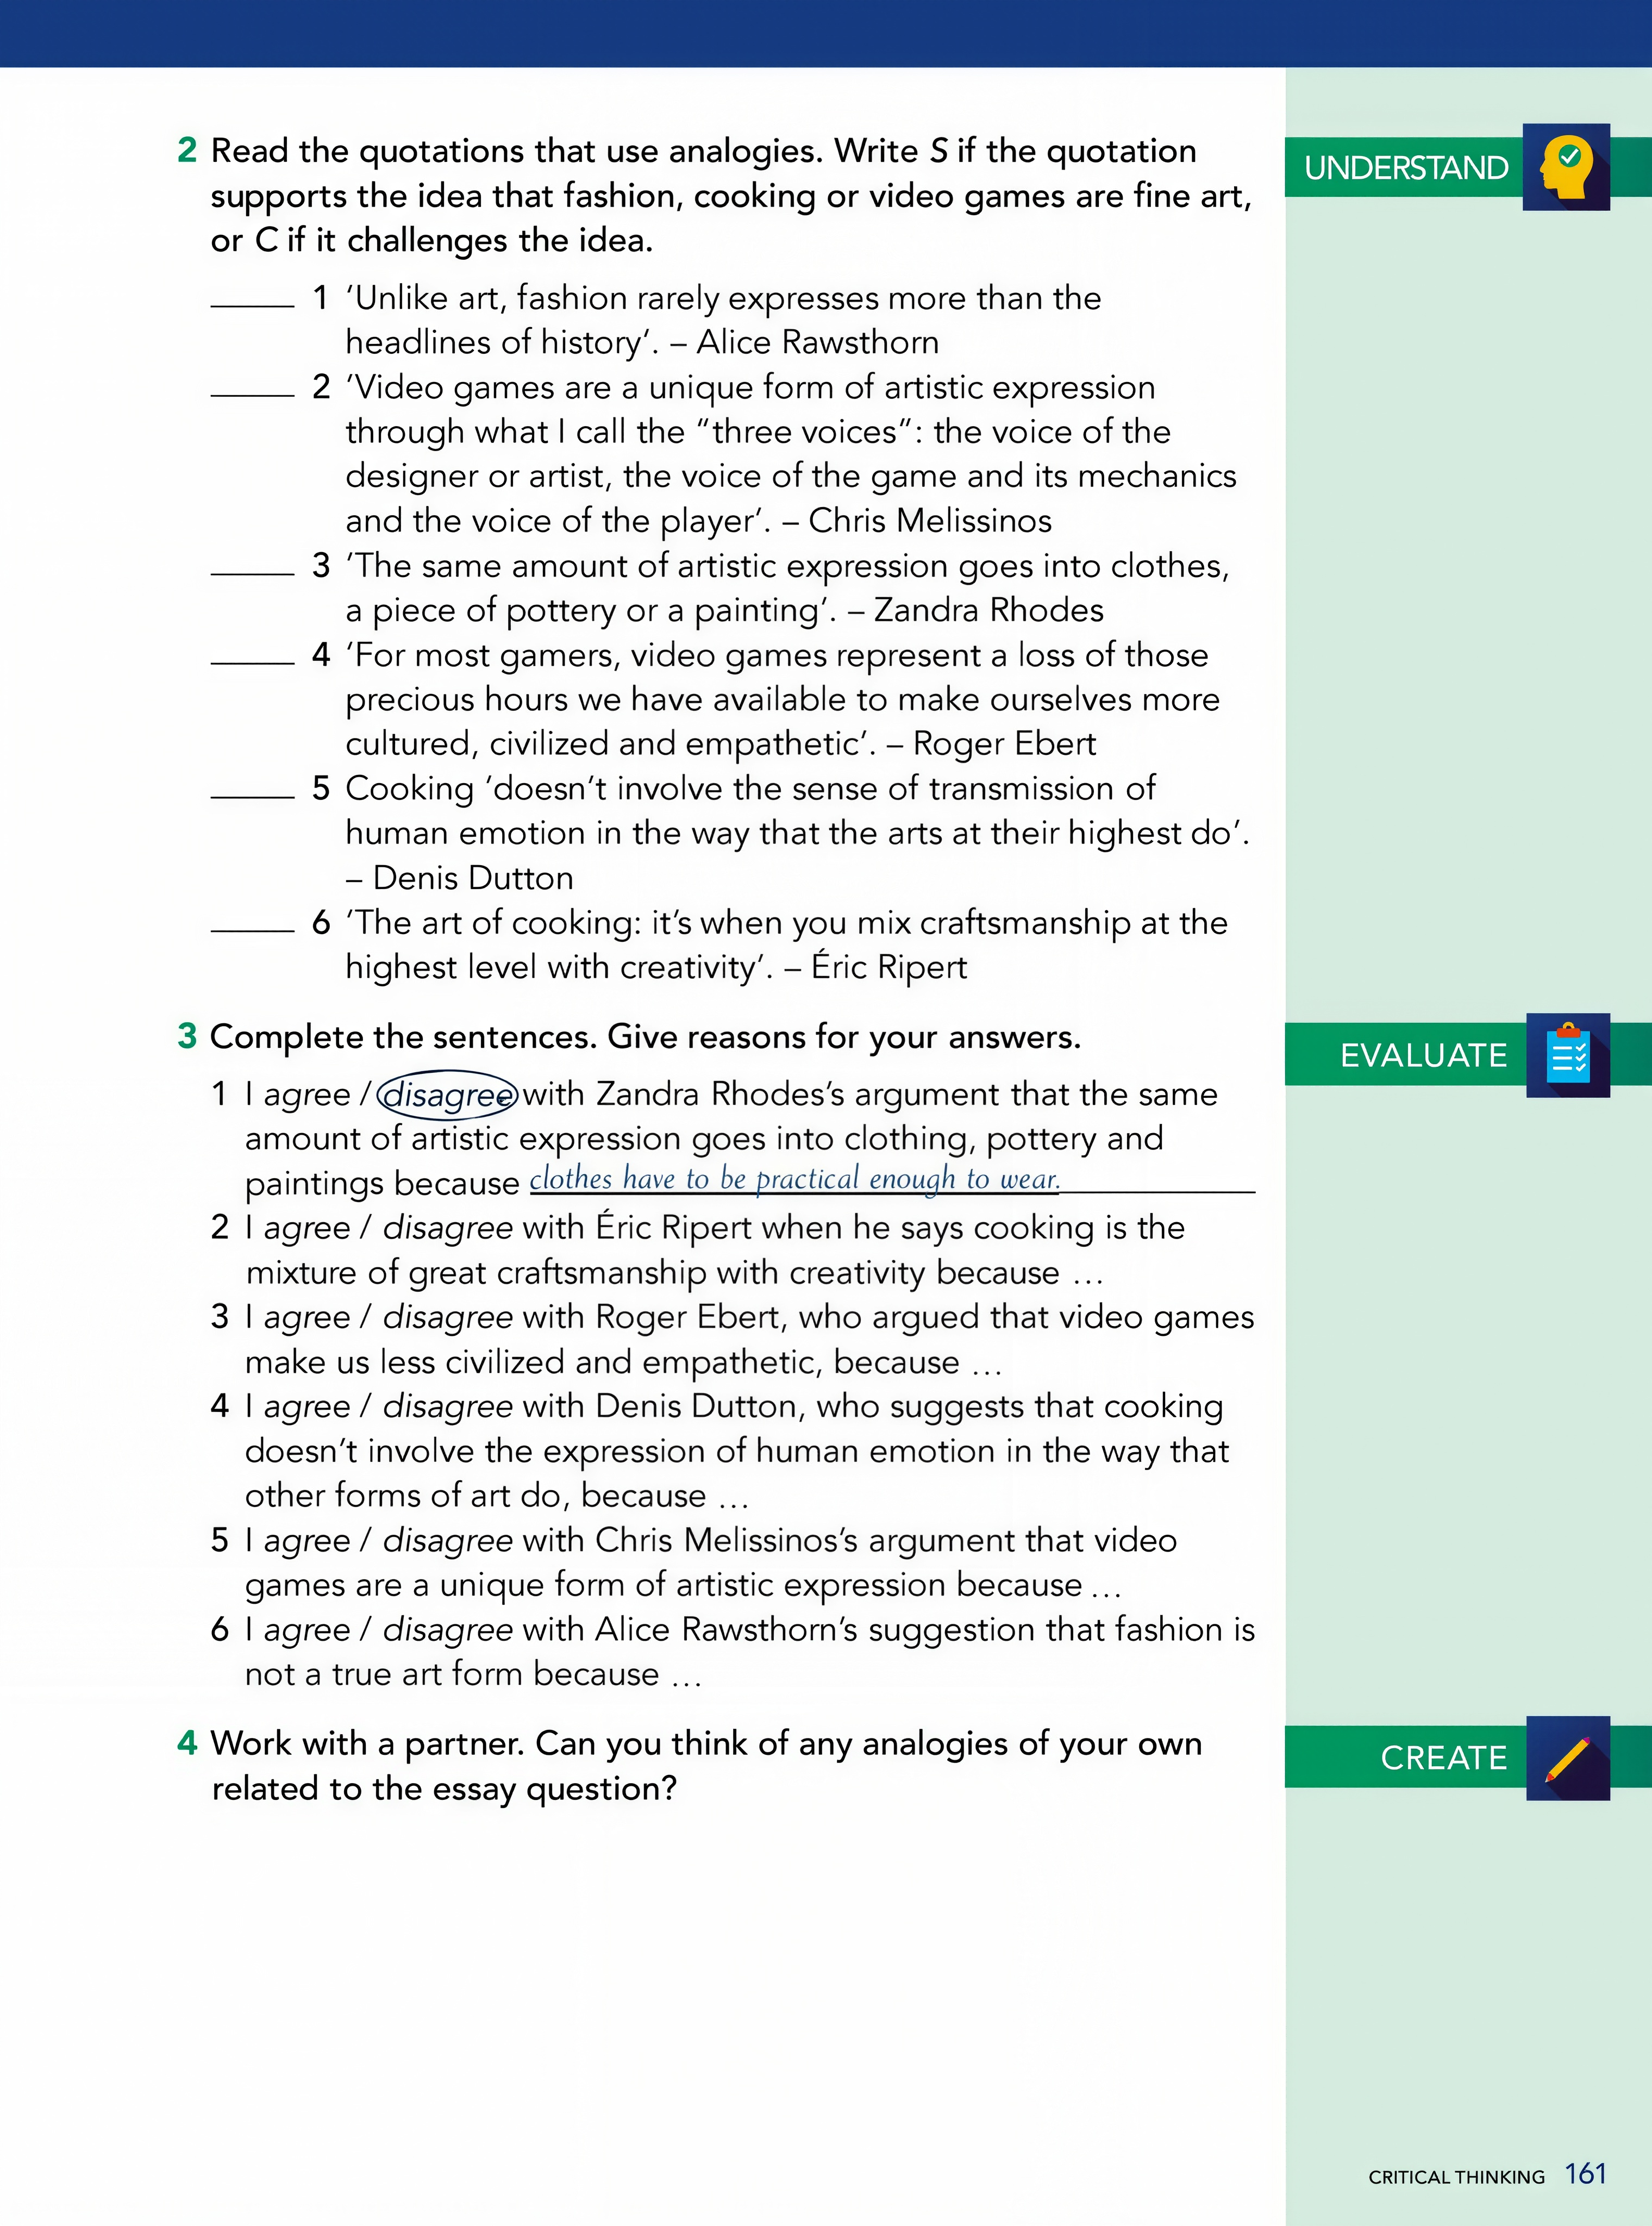 2 Read the quotations that use analogies. Write S if the quotation
supports the idea that fashion, cooking or video games are fine art,
or C if it challenges the idea.
UNDERSTAND
_____ 1 ‘Unlike art, fashion rarely expresses more than the
headlines of history’. – Alice Rawsthorn
_____ 2 ‘Video games are a unique form of artistic expression
through what I call the “three voices”: the voice of the
designer or artist, the voice of the game and its mechanics
and the voice of the player’. – Chris Melissinos
_____ 3 ‘The same amount of artistic expression goes into clothes,
a piece of pottery or a painting’. – Zandra Rhodes
_____ 4 ‘For most gamers, video games represent a loss of those
precious hours we have available to make ourselves more
cultured, civilized and empathetic’. – Roger Ebert
_____ 5 Cooking ‘doesn’t involve the sense of transmission of
human emotion in the way that the arts at their highest do’.
– Denis Dutton
_____ 6 ‘The art of cooking: it’s when you mix craftsmanship at the
highest level with creativity’. – Éric Ripert
3 Complete the sentences. Give reasons for your answers.
EVALUATE
1 I agree / disagree with Zandra Rhodes’s argument that the same
amount of artistic expression goes into clothing, pottery and
paintings because clothes have to be practical enough to wear.
2 I agree / disagree with Éric Ripert when he says cooking is the
mixture of great craftsmanship with creativity because …
3 I agree / disagree with Roger Ebert, who argued that video games
make us less civilized and empathetic, because …
4 I agree / disagree with Denis Dutton, who suggests that cooking
doesn’t involve the expression of human emotion in the way that
other forms of art do, because …
5 I agree / disagree with Chris Melissinos’s argument that video
games are a unique form of artistic expression because …
6 I agree / disagree with Alice Rawsthorn’s suggestion that fashion is
not a true art form because …
4 Work with a partner. Can you think of any analogies of your own
related to the essay question?
CREATE
CRITICAL THINKING 161